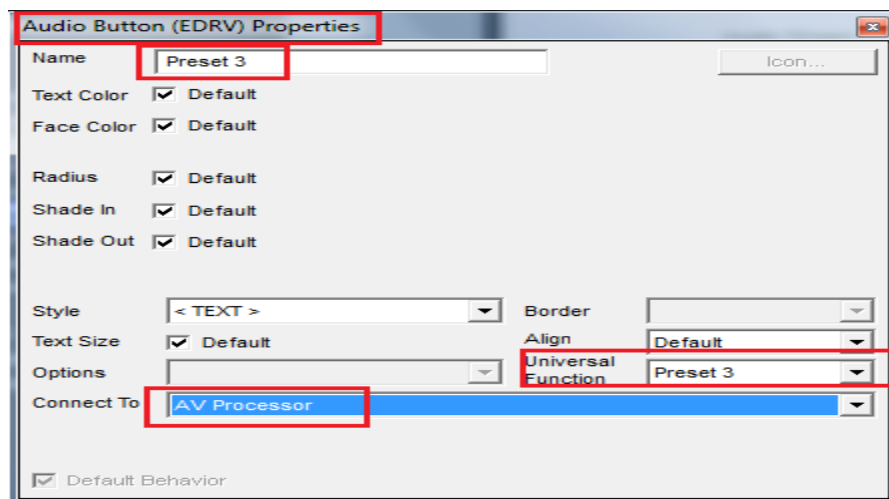 Audio Button (EDRV) Properties
Name Preset 3 Icon...
Text Color Default
Face Color Default
Radius Default
Shade In Default
Shade Out Default
Style < TEXT > Border
Text Size Default Align Default
Options Universal Function Preset 3
Connect To AV Processor
Default Behavior